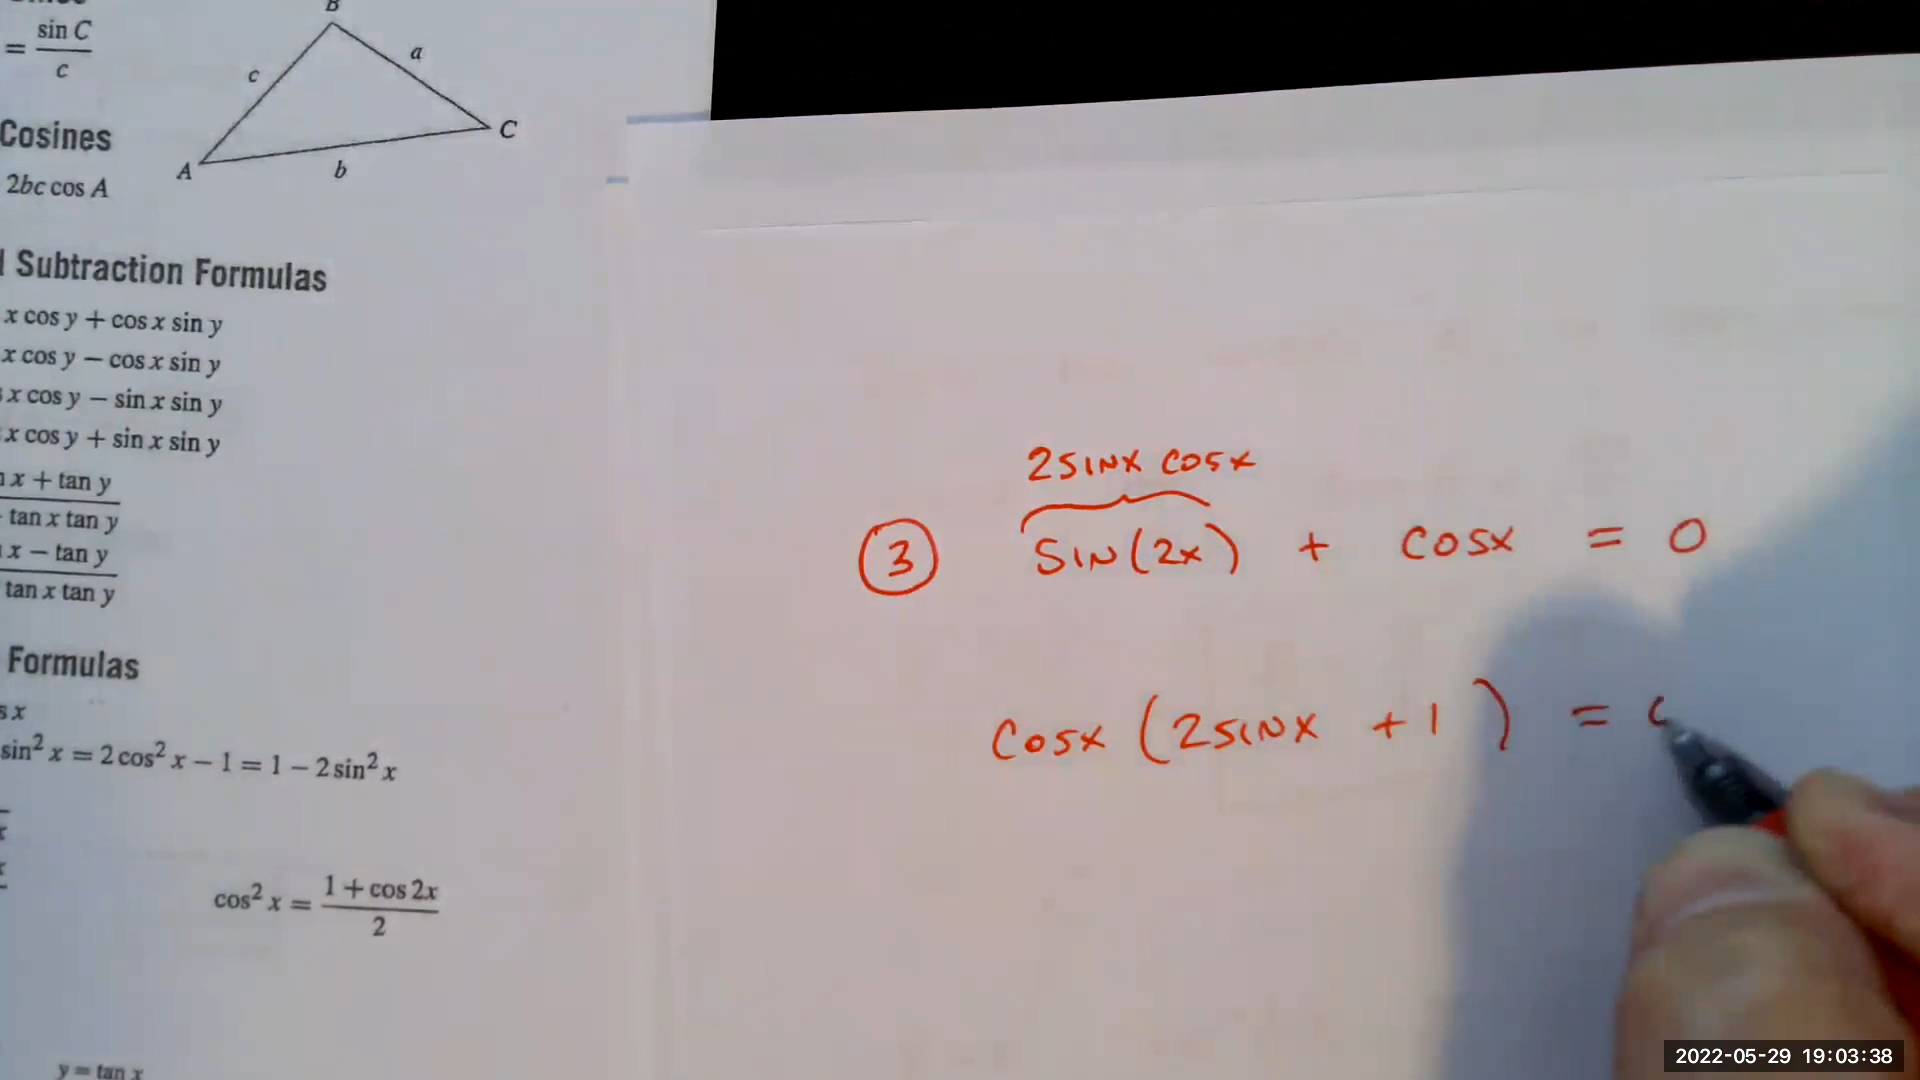 = sin C
c
B
a
c
C
A
b
Cosines
2bc cos A
Subtraction Formulas
x cos y + cos x sin y
x cos y − cos x sin y
x cos y − sin x sin y
x cos y + sin x sin y
x + tan y
tan x tan y
x − tan y
tan x tan y
Formulas
x
sin² x = 2 cos² x − 1 = 1 − 2 sin² x
cos² x = 1 + cos 2x
2
y = tan x
2 SINX COSX
3 SIN(2x) + COSX = 0
COSX (2SINX + 1) =
2022-05-29 19:03:38